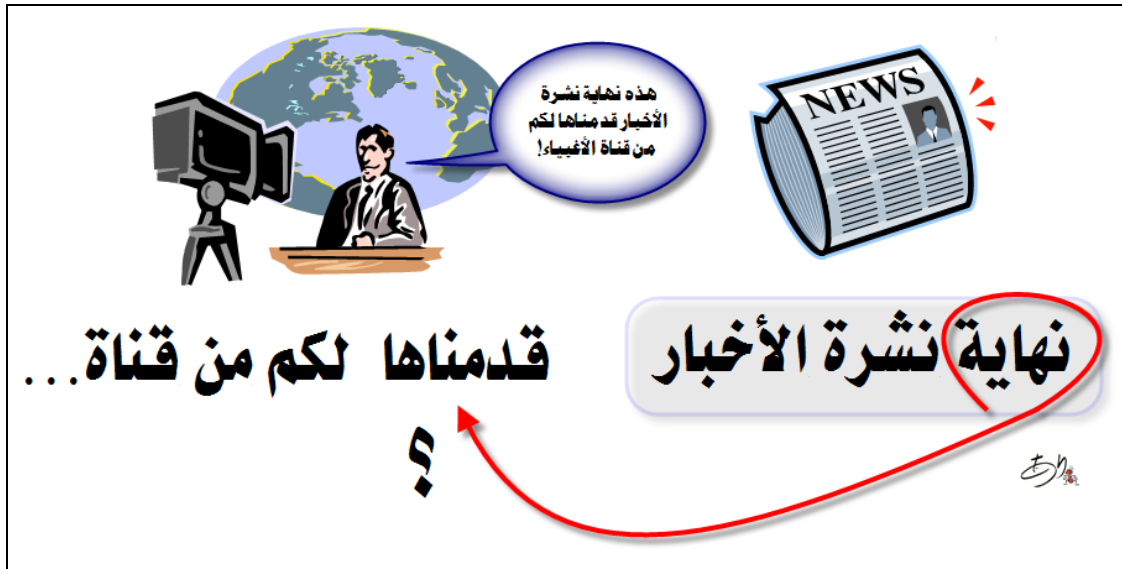 هذه نهاية نشرة
الأخبار قدمناها لكم
من قناة الأغبياء!
NEWS
نهاية نشرة الأخبار
قدمناها لكم من قناة...
؟